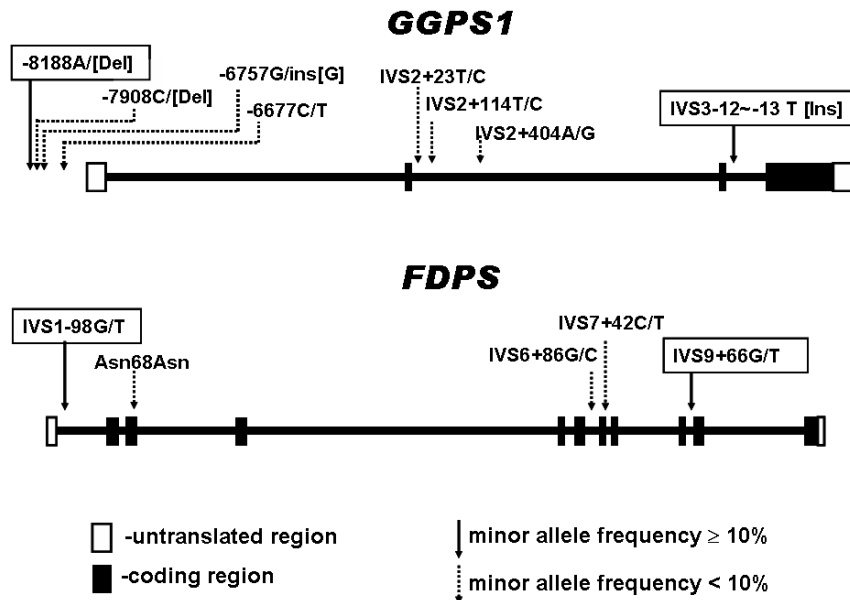 GGPS1
-8188A/[Del]
-6757G/ins[G]
IVS2+23T/C
-7908C/[Del]
IVS2+114T/C
-6677C/T
IVS3-12~-13 T [Ins]
IVS2+404A/G
FDPS
IVS1-98G/T
IVS7+42C/T
Asn68Asn
IVS6+86G/C
IVS9+66G/T
-untranslated region
minor allele frequency ≥ 10%
-coding region
minor allele frequency < 10%